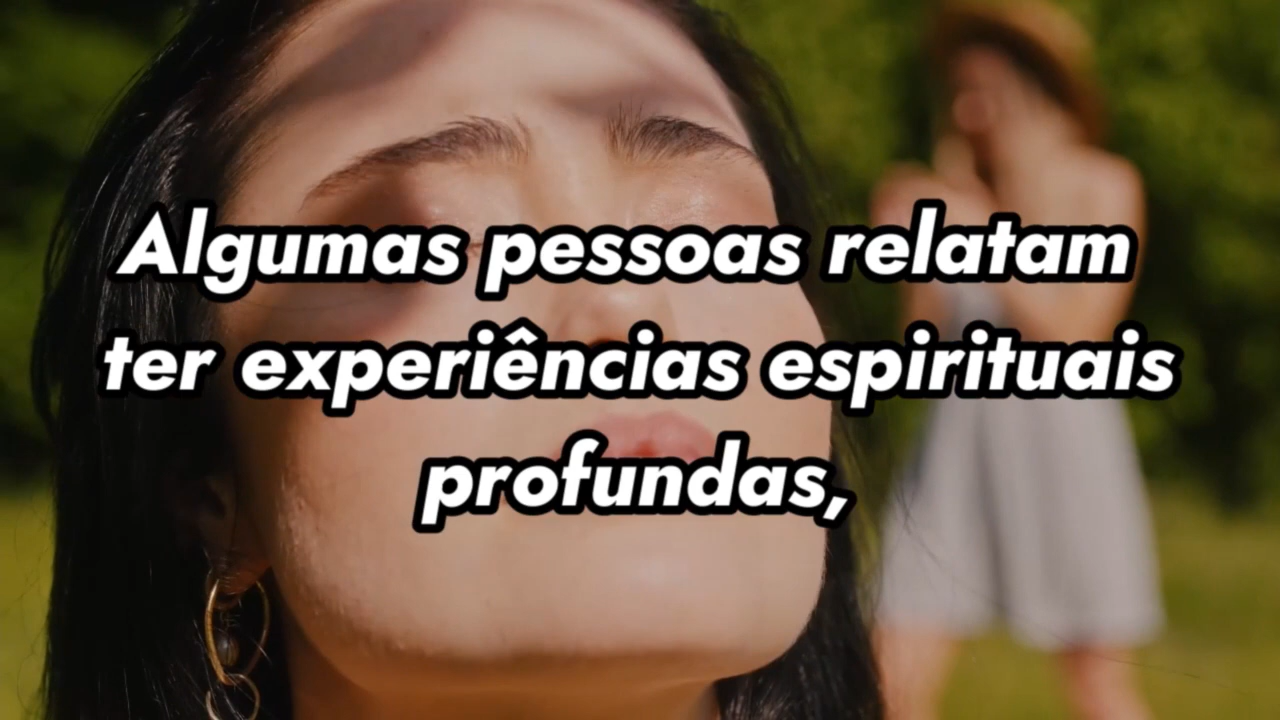 Algumas pessoas relatam
ter experiências espirituais
profundas,